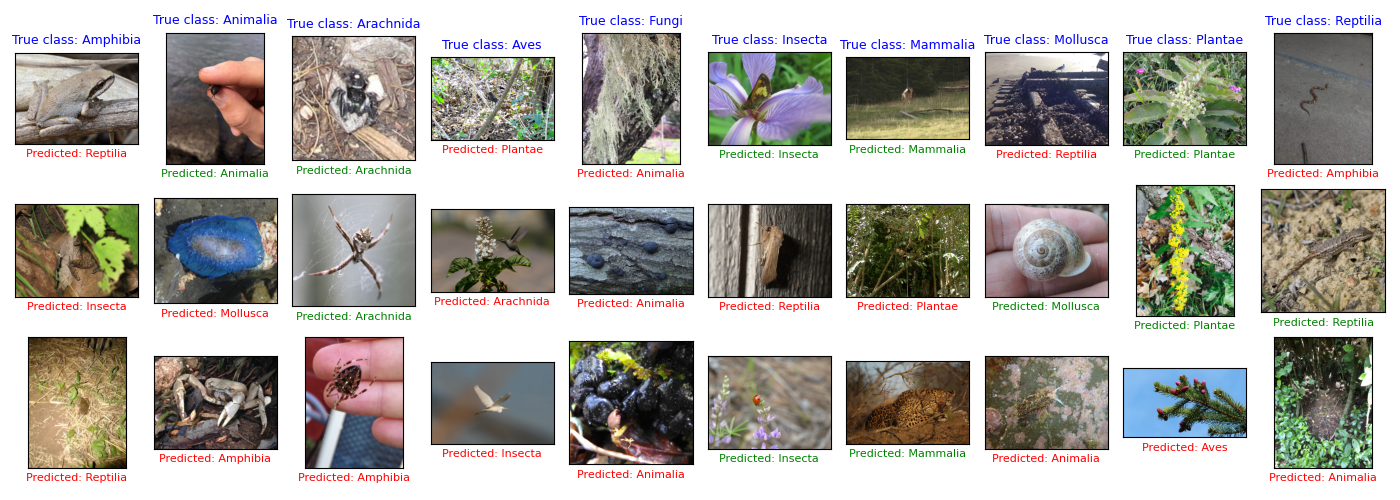 True class: Amphibia
True class: Animalia
True class: Arachnida
True class: Aves
True class: Fungi
True class: Insecta
True class: Mammalia
True class: Mollusca
True class: Plantae
True class: Reptilia
Predicted: Reptilia
Predicted: Animalia
Predicted: Arachnida
Predicted: Plantae
Predicted: Animalia
Predicted: Insecta
Predicted: Mammalia
Predicted: Reptilia
Predicted: Plantae
Predicted: Amphibia
Predicted: Insecta
Predicted: Mollusca
Predicted: Arachnida
Predicted: Arachnida
Predicted: Animalia
Predicted: Reptilia
Predicted: Plantae
Predicted: Mollusca
Predicted: Plantae
Predicted: Reptilia
Predicted: Reptilia
Predicted: Amphibia
Predicted: Amphibia
Predicted: Insecta
Predicted: Animalia
Predicted: Insecta
Predicted: Mammalia
Predicted: Animalia
Predicted: Aves
Predicted: Animalia